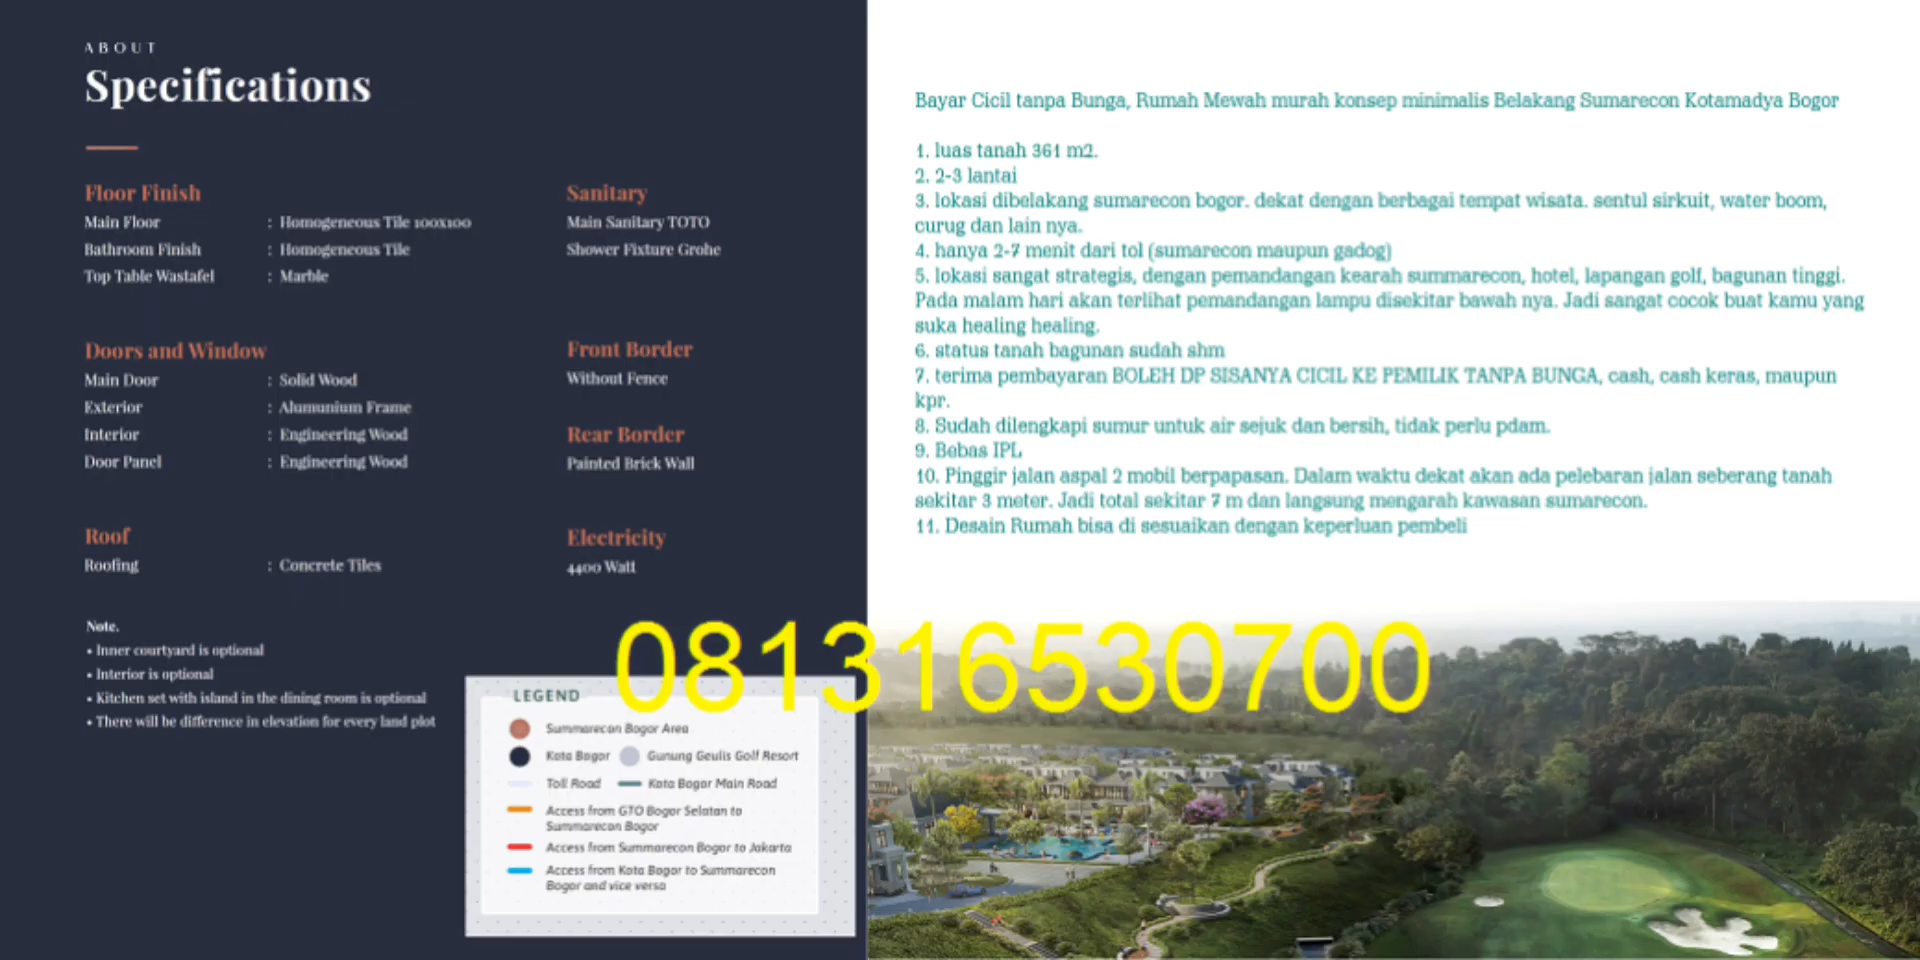 ABOUT
Specifications
Floor Finish
Main Floor : Homogeneous Tile 100x100
Bathroom Finish : Homogeneous Tile
Top Table Wastafel : Marble
Doors and Window
Main Door : Solid Wood
Exterior : Alumunium Frame
Interior : Engineering Wood
Door Panel : Engineering Wood
Roof
Roofing : Concrete Tiles
Note.
• Inner courtyard is optional
• Interior is optional
• Kitchen set with island in the dining room is optional
• There will be difference in elevation for every land plot
Sanitary
Main Sanitary TOTO
Shower Fixture Grohe
Front Border
Without Fence
Rear Border
Painted Brick Wall
Electricity
4400 Watt
LEGEND
Summarecon Bogor Area
Kota Bogor Gunung Geulis Golf Resort
Toll Road Kota Bogor Main Road
Access from GTO Bogor Selatan to
Summarecon Bogor
Access from Summarecon Bogor to Jakarta
Access from Kota Bogor to Summarecon
Bogor and vice versa
Bayar Cicil tanpa Bunga, Rumah Mewah murah konsep minimalis Belakang Sumarecon Kotamadya Bogor
1. luas tanah 361 m2.
2. 2-3 lantai
3. lokasi dibelakang sumarecon bogor. dekat dengan berbagai tempat wisata. sentul sirkuit, water boom,
curug dan lain nya.
4. hanya 2-7 menit dari tol (sumarecon maupun gadog)
5. lokasi sangat strategis, dengan pemandangan kearah summarecon, hotel, lapangan golf, bagunan tinggi.
Pada malam hari akan terlihat pemandangan lampu disekitar bawah nya. Jadi sangat cocok buat kamu yang
suka healing healing.
6. status tanah bagunan sudah shm
7. terima pembayaran BOLEH DP SISANYA CICIL KE PEMILIK TANPA BUNGA, cash, cash keras, maupun
kpr.
8. Sudah dilengkapi sumur untuk air sejuk dan bersih, tidak perlu pdam.
9. Bebas IPL
10. Pinggir jalan aspal 2 mobil berpapasan. Dalam waktu dekat akan ada pelebaran jalan seberang tanah
sekitar 3 meter. Jadi total sekitar 7 m dan langsung mengarah kawasan sumarecon.
11. Desain Rumah bisa di sesuaikan dengan keperluan pembeli
081316530700